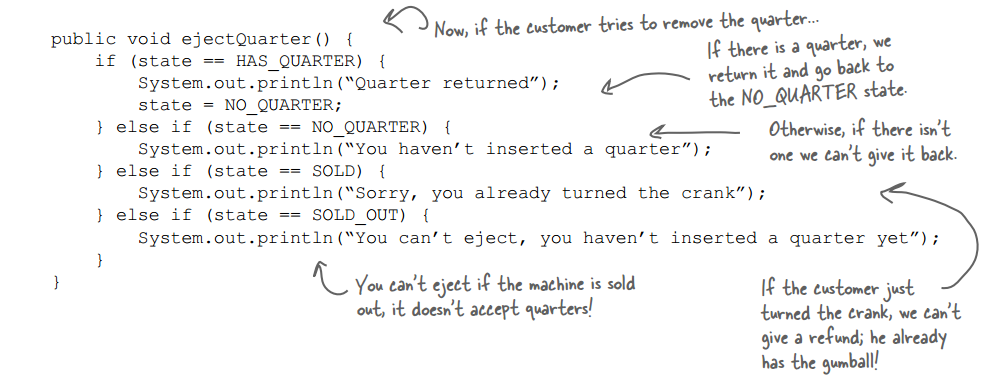 Now, if the customer tries to remove the quarter...
public void ejectQuarter() {
if (state == HAS_QUARTER) {
System.out.println(“Quarter returned”);
state = NO_QUARTER;
} else if (state == NO_QUARTER) {
System.out.println(“You haven’t inserted a quarter”);
} else if (state == SOLD) {
System.out.println(“Sorry, you already turned the crank”);
} else if (state == SOLD_OUT) {
System.out.println(“You can’t eject, you haven’t inserted a quarter yet”);
}
}
If there is a quarter, we
return it and go back to
the NO_QUARTER state.
Otherwise, if there isn’t
one we can’t give it back.
You can’t eject if the machine is sold
out, it doesn’t accept quarters!
If the customer just
turned the crank, we can’t
give a refund; he already
has the gumball!